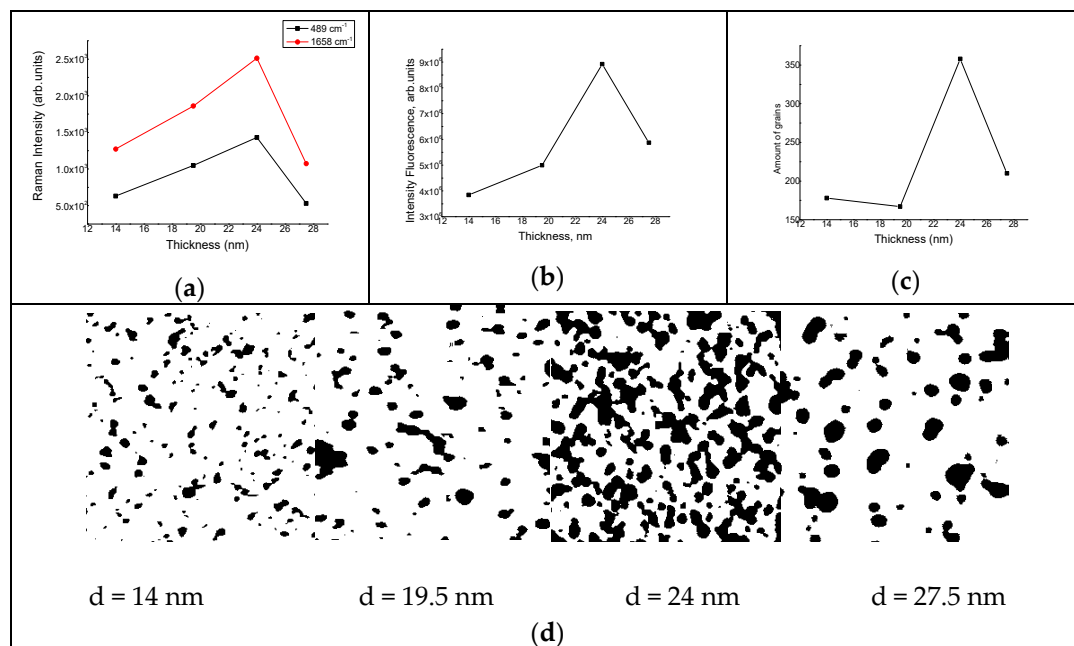 489 cm⁻¹
1658 cm⁻¹
Raman Intensity (arb.units)
2.5x10³
2.0x10³
1.5x10³
1.0x10³
5.0x10²
12 14 16 18 20 22 24 26 28
Thickness (nm)
(a)
Intensity Fluorescence, arb.units
9x10⁶
8x10⁶
7x10⁶
6x10⁶
5x10⁶
4x10⁶
3x10⁶
12 14 16 18 20 22 24 26 28
Thickness, nm
(b)
Amount of grains
350
300
250
200
150
12 14 16 18 20 22 24 26 28
Thickness (nm)
(c)
d = 14 nm d = 19.5 nm d = 24 nm d = 27.5 nm
(d)